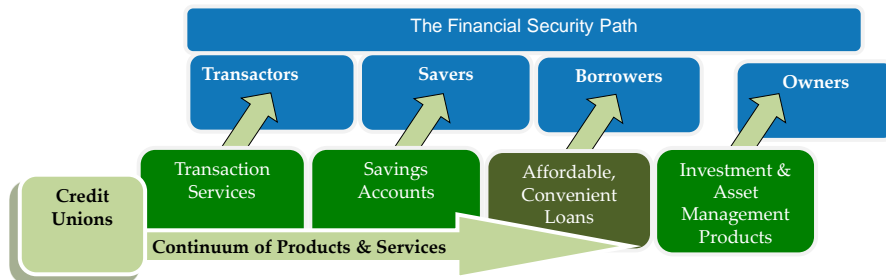 The Financial Security Path
Transactors
Savers
Borrowers
Owners
Transaction
Services
Savings
Accounts
Affordable,
Convenient
Loans
Investment &
Asset
Management
Products
Credit
Unions
Continuum of Products & Services